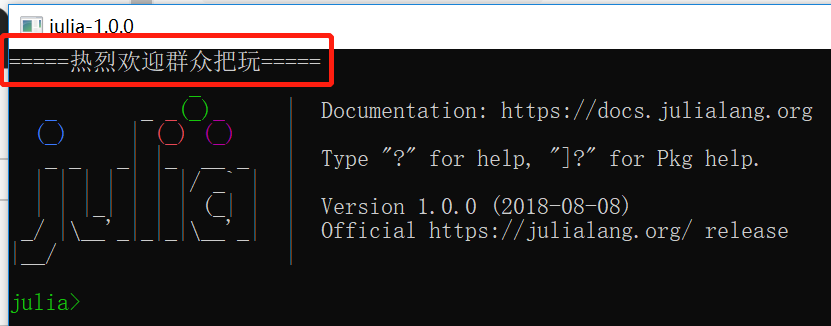 julia-1.0.0
=====热烈欢迎群众把玩=====
Documentation: https://docs.julialang.org
Type "?" for help, "]?" for Pkg help.
Version 1.0.0 (2018-08-08)
Official https://julialang.org/ release
julia>